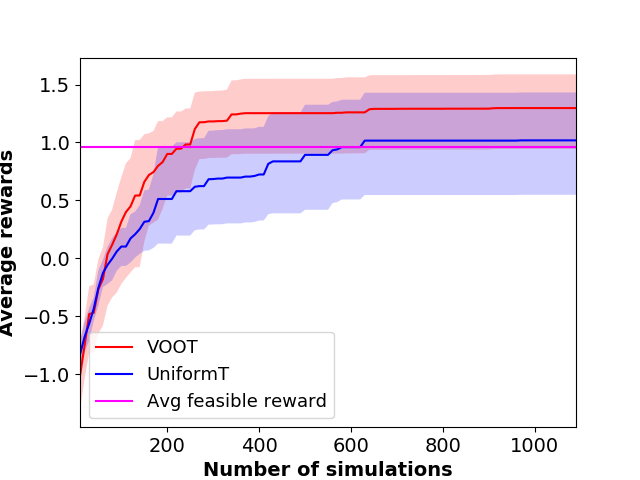 1.5
1.0
0.5
0.0
−0.5
−1.0
Average rewards
VOOT
UniformT
Avg feasible reward
200
400
600
800
1000
Number of simulations